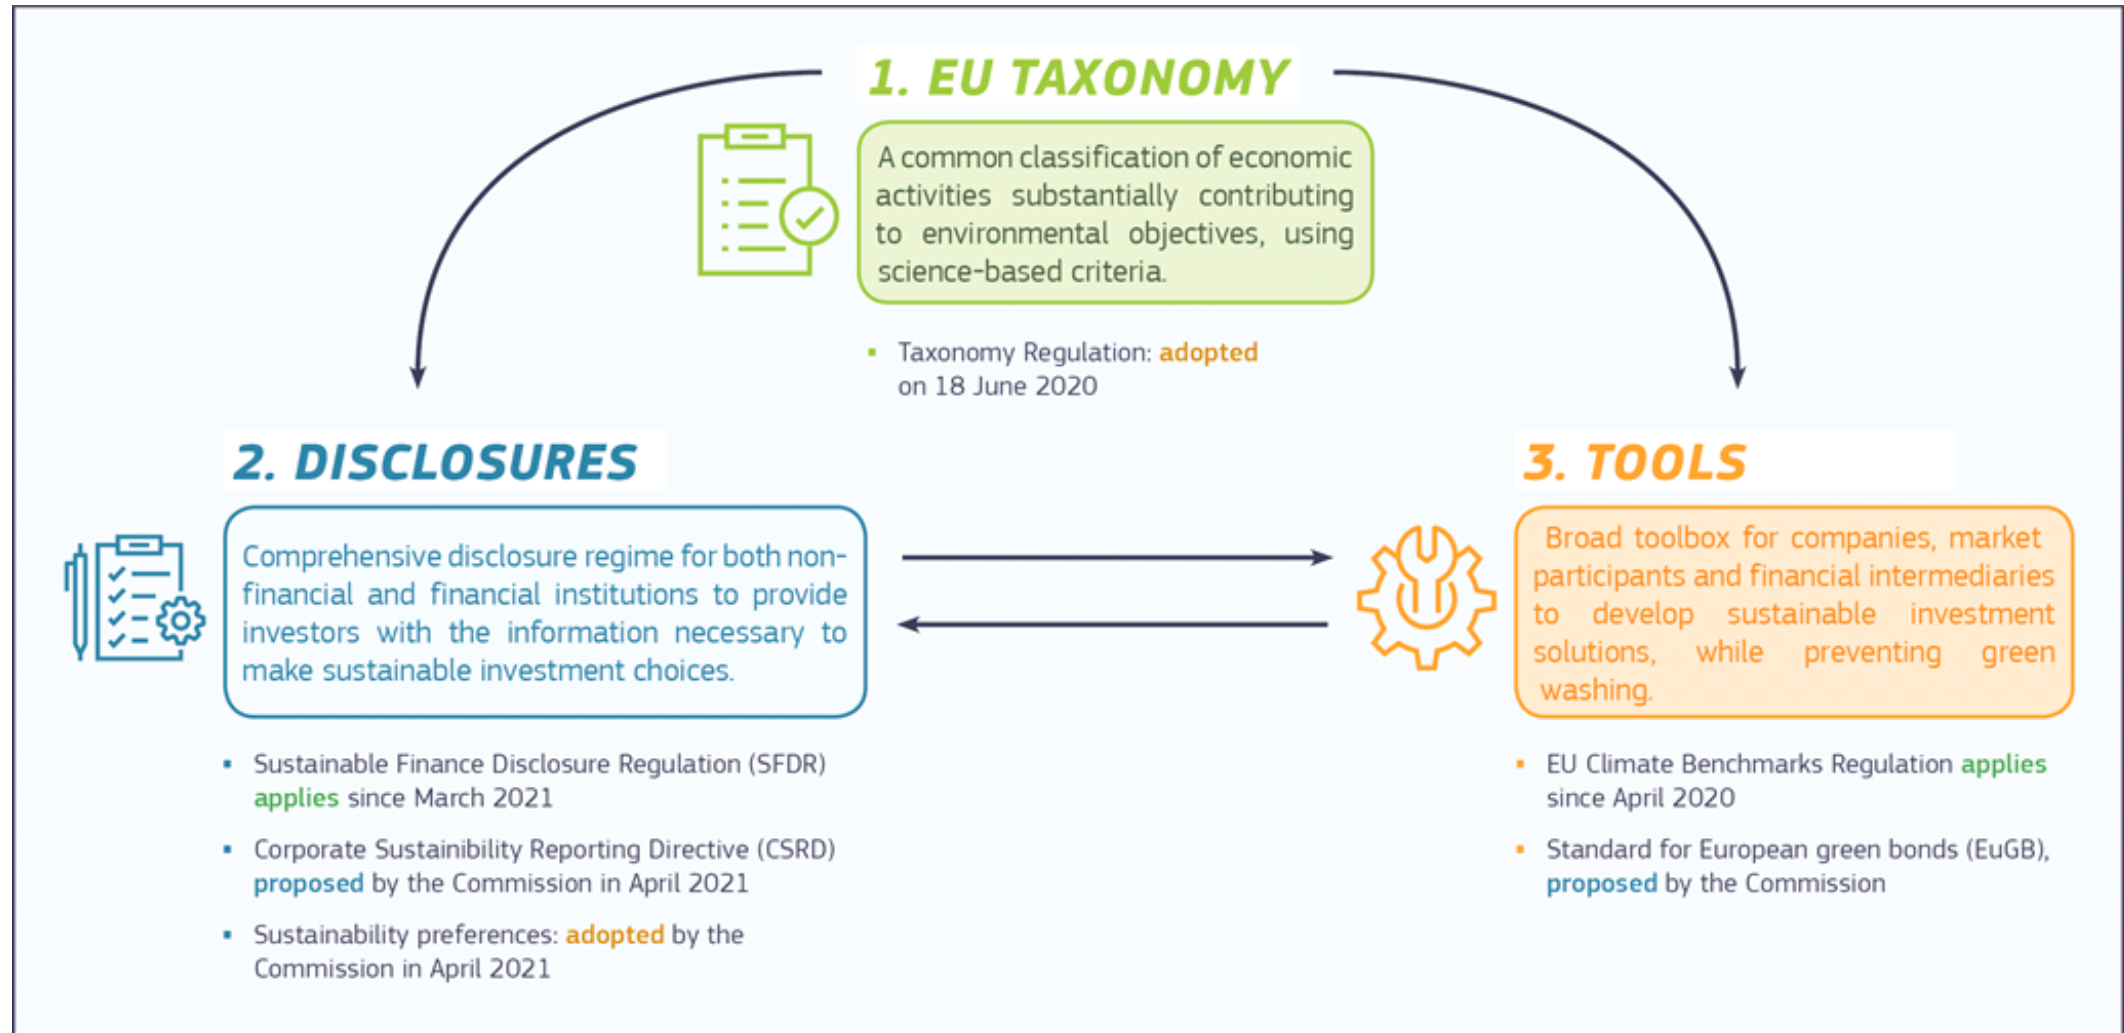 1. EU TAXONOMY
A common classification of economic
activities substantially contributing
to environmental objectives, using
science-based criteria.
▪ Taxonomy Regulation: adopted
on 18 June 2020
2. DISCLOSURES
Comprehensive disclosure regime for both non-
financial and financial institutions to provide
investors with the information necessary to
make sustainable investment choices.
▪ Sustainable Finance Disclosure Regulation (SFDR)
applies since March 2021
▪ Corporate Sustainibility Reporting Directive (CSRD)
proposed by the Commission in April 2021
▪ Sustainability preferences: adopted by the
Commission in April 2021
3. TOOLS
Broad toolbox for companies, market
participants and financial intermediaries
to develop sustainable investment
solutions, while preventing green
washing.
▪ EU Climate Benchmarks Regulation applies
since April 2020
▪ Standard for European green bonds (EuGB),
proposed by the Commission